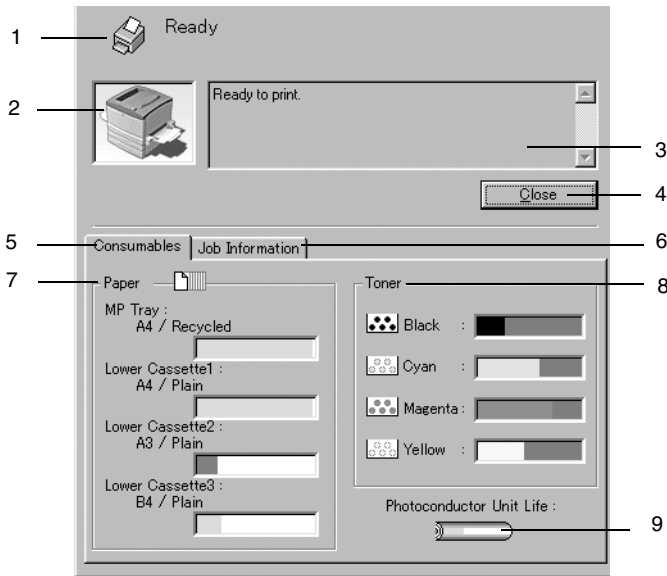 1
Ready
2
Ready to print.
3
Close
4
5
Consumables
Job Information
6
7
Paper
MP Tray :
A4 / Recycled
Lower Cassette1 :
A4 / Plain
Lower Cassette2 :
A3 / Plain
Lower Cassette3 :
B4 / Plain
Toner
8
Black :
Cyan :
Magenta :
Yellow :
Photoconductor Unit Life :
9